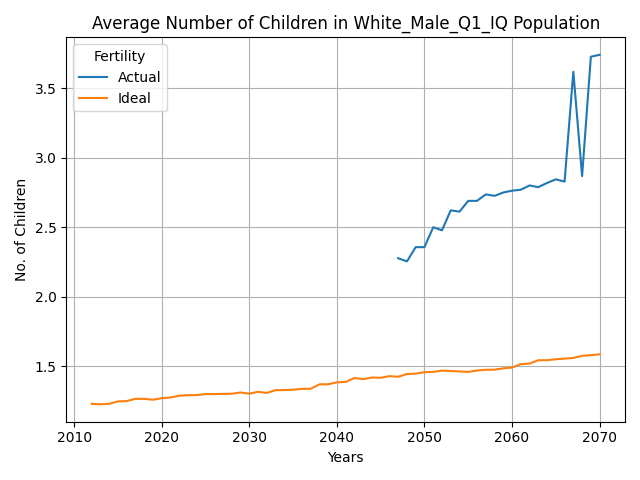 Average Number of Children in White_Male_Q1_IQ Population
Fertility
Actual
Ideal
3.5
3.0
2.5
2.0
1.5
No. of Children
2010 2020 2030 2040 2050 2060 2070
Years